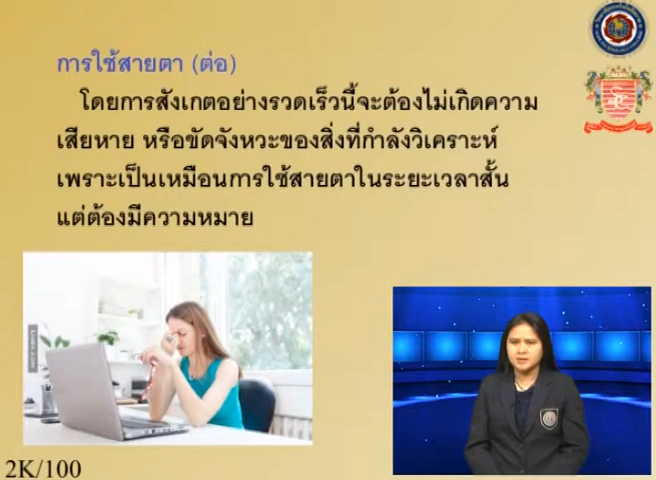 การใช้สายตา (ต่อ)
โดยการสังเกตอย่างรวดเร็วนี้จะต้องไม่เกิดความ
เสียหาย หรือขัดจังหวะของสิ่งที่กำลังวิเคราะห์
เพราะเป็นเหมือนการใช้สายตาในระยะเวลาสั้น
แต่ต้องมีความหมาย
2K/100